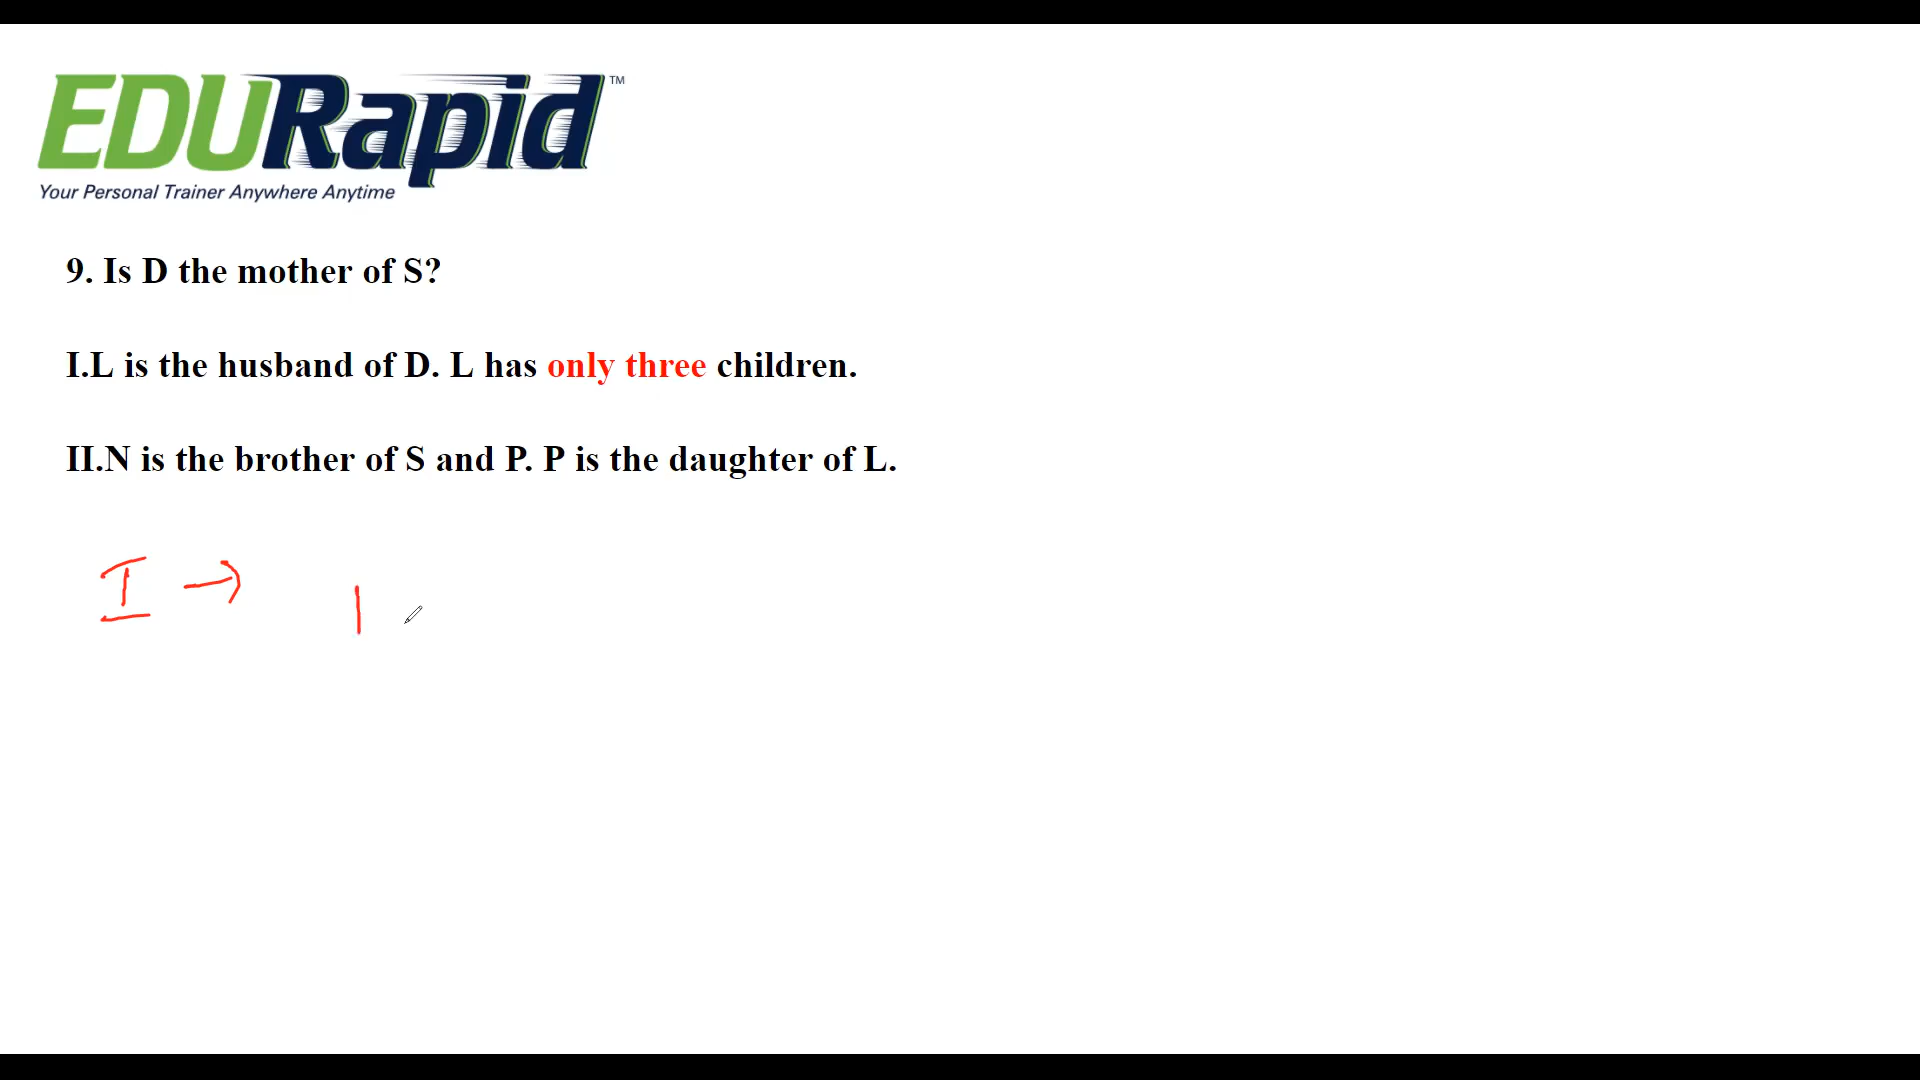 EDURapid™
Your Personal Trainer Anywhere Anytime
9. Is D the mother of S?
I.L is the husband of D. L has only three children.
II.N is the brother of S and P. P is the daughter of L.
I → |